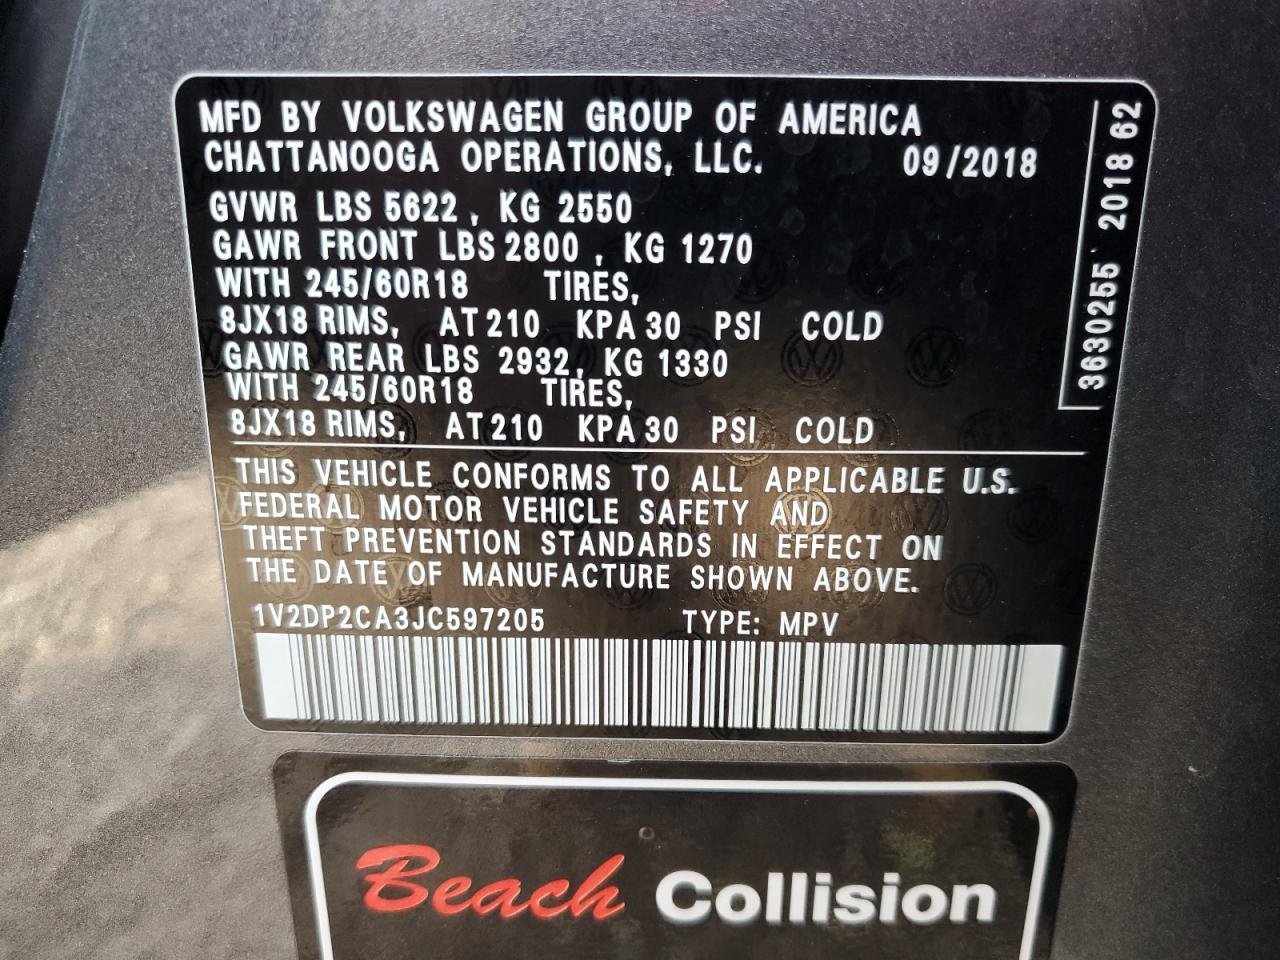 MFD BY VOLKSWAGEN GROUP OF AMERICA
CHATTANOOGA OPERATIONS, LLC. 09/2018
GVWR LBS 5622, KG 2550
GAWR FRONT LBS 2800, KG 1270
WITH 245/60R18 TIRES,
8JX18 RIMS, AT 210 KPA 30 PSI COLD
GAWR REAR LBS 2932, KG 1330
WITH 245/60R18 TIRES,
8JX18 RIMS, AT 210 KPA 30 PSI COLD
THIS VEHICLE CONFORMS TO ALL APPLICABLE U.S.
FEDERAL MOTOR VEHICLE SAFETY AND
THEFT PREVENTION STANDARDS IN EFFECT ON
THE DATE OF MANUFACTURE SHOWN ABOVE.
1V2DP2CA3JC597205 TYPE: MPV
3630255 2018 62
Beach Collision